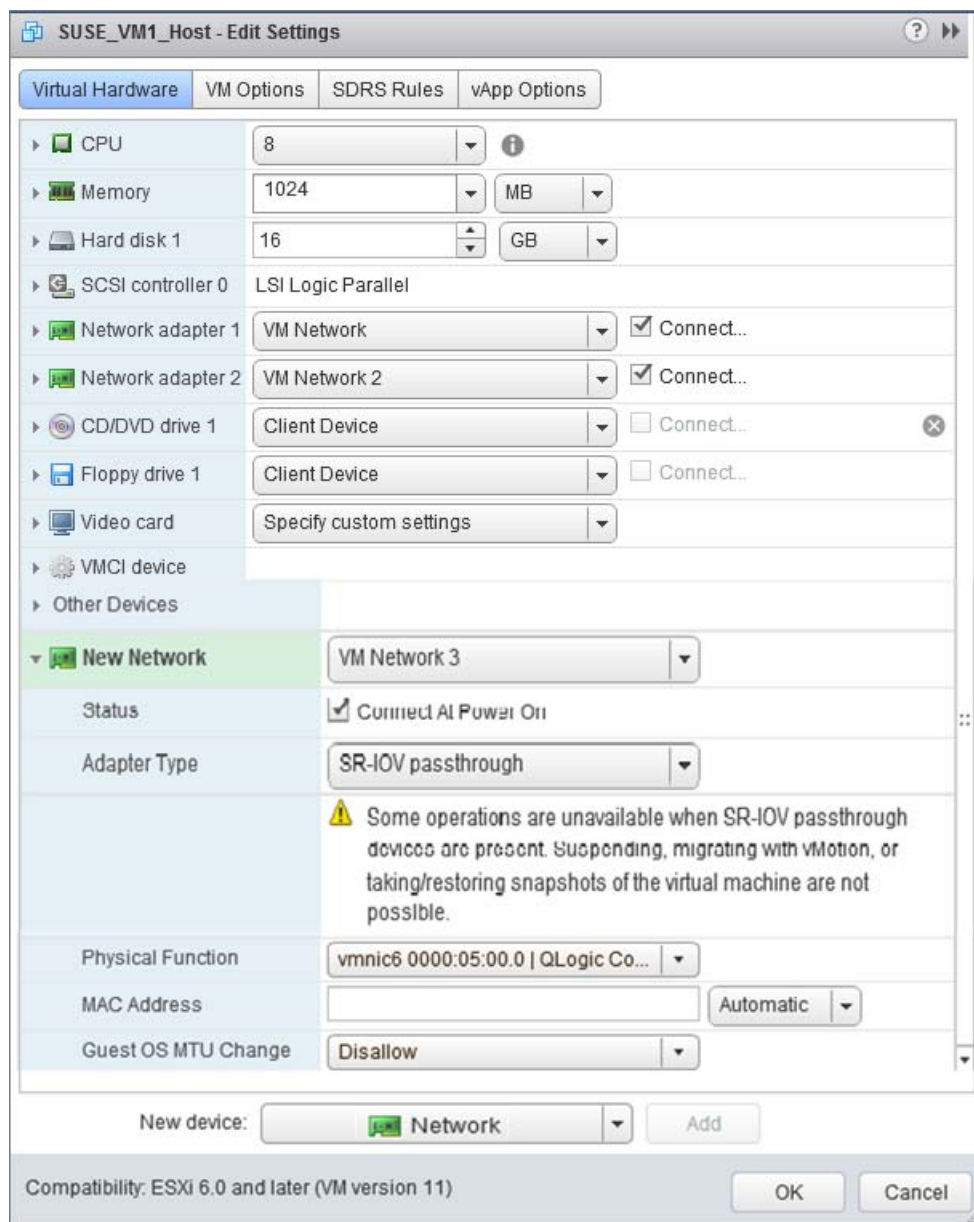 SUSE_VM1_Host - Edit Settings
Virtual Hardware VM Options SDRS Rules vApp Options
CPU 8
Memory 1024 MB
Hard disk 1 16 GB
SCSI controller 0 LSI Logic Parallel
Network adapter 1 VM Network Connect...
Network adapter 2 VM Network 2 Connect...
CD/DVD drive 1 Client Device Connect...
Floppy drive 1 Client Device Connect...
Video card Specify custom settings
VMCI device
Other Devices
New Network VM Network 3
Status Connect At Power On
Adapter Type SR-IOV passthrough
Some operations are unavailable when SR-IOV passthrough
devices are present. Suspending, migrating with vMotion, or
taking/restoring snapshots of the virtual machine are not
possible.
Physical Function vmnic6 0000:05:00.0 | QLogic Co...
MAC Address Automatic
Guest OS MTU Change Disallow
New device: Network Add
Compatibility: ESXi 6.0 and later (VM version 11) OK Cancel